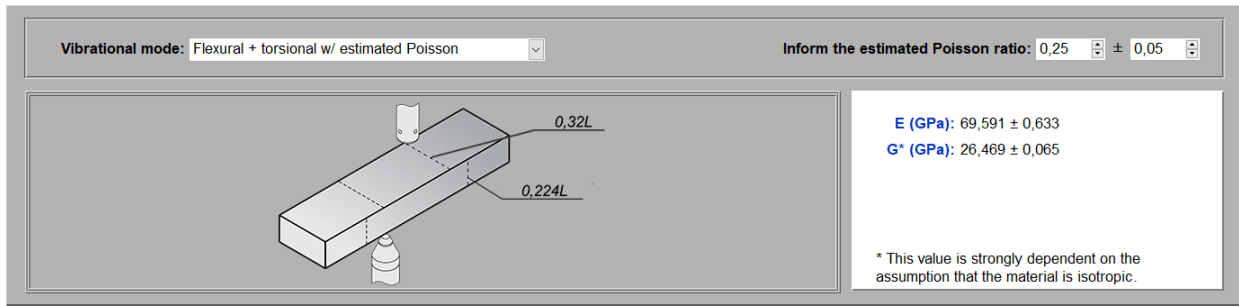 Vibrational mode: Flexural + torsional w/ estimated Poisson
Inform the estimated Poisson ratio: 0,25 ± 0,05
0,32L
0,224L
E (GPa): 69,591 ± 0,633
G* (GPa): 26,469 ± 0,065
* This value is strongly dependent on the
assumption that the material is isotropic.